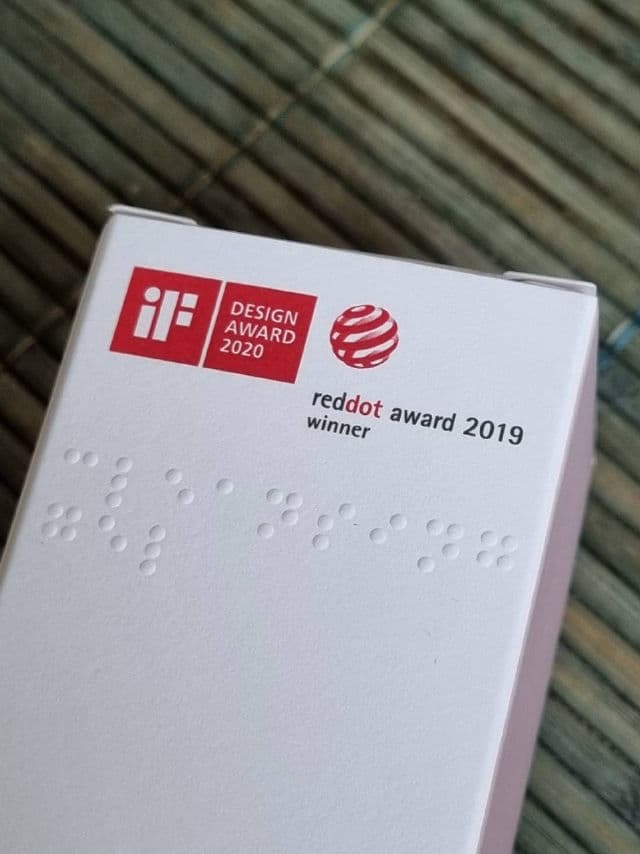 iF DESIGN
AWARD
2020
reddot award 2019
winner